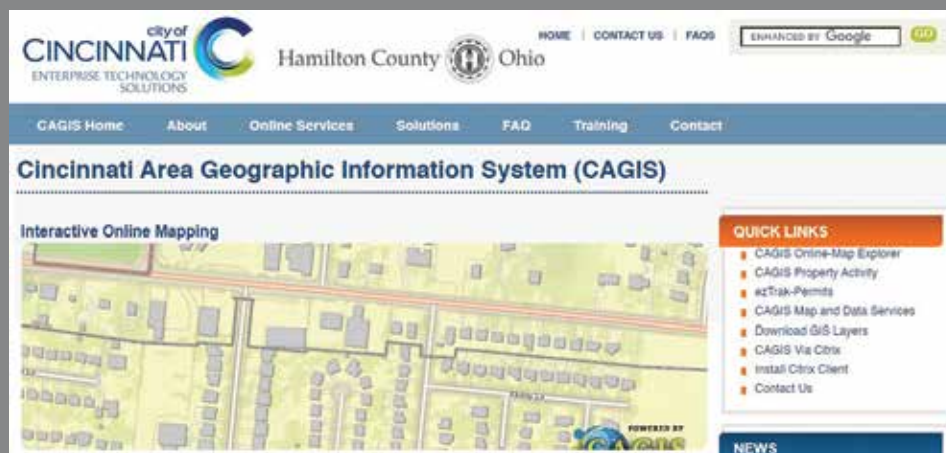 city of
CINCINNATI
ENTERPRISE TECHNOLOGY
SOLUTIONS
Hamilton County Ohio
HOME | CONTACT US | FAQS
ENHANCED BY Google
GO
CAGIS Home About Online Services Solutions FAQ Training Contact
Cincinnati Area Geographic Information System (CAGIS)
Interactive Online Mapping
POWERED BY
CAGIS
QUICK LINKS
CAGIS Online-Map Explorer
CAGIS Property Activity
ezTrak-Permits
CAGIS Map and Data Services
Download GIS Layers
CAGIS Via Citrix
Install Citrix Client
Contact Us
NEWS